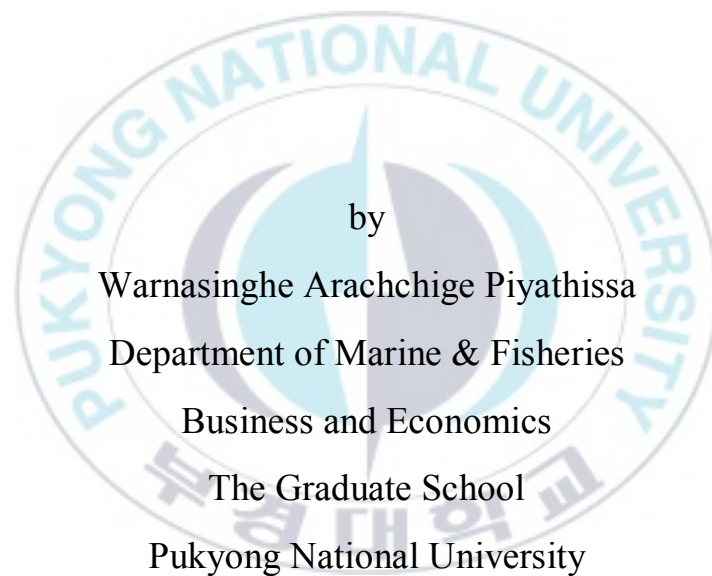 PUKYONG NATIONAL UNIVERSITY
by
Warnasinghe Arachchige Piyathissa
Department of Marine & Fisheries
Business and Economics
The Graduate School
Pukyong National University
부경대학교